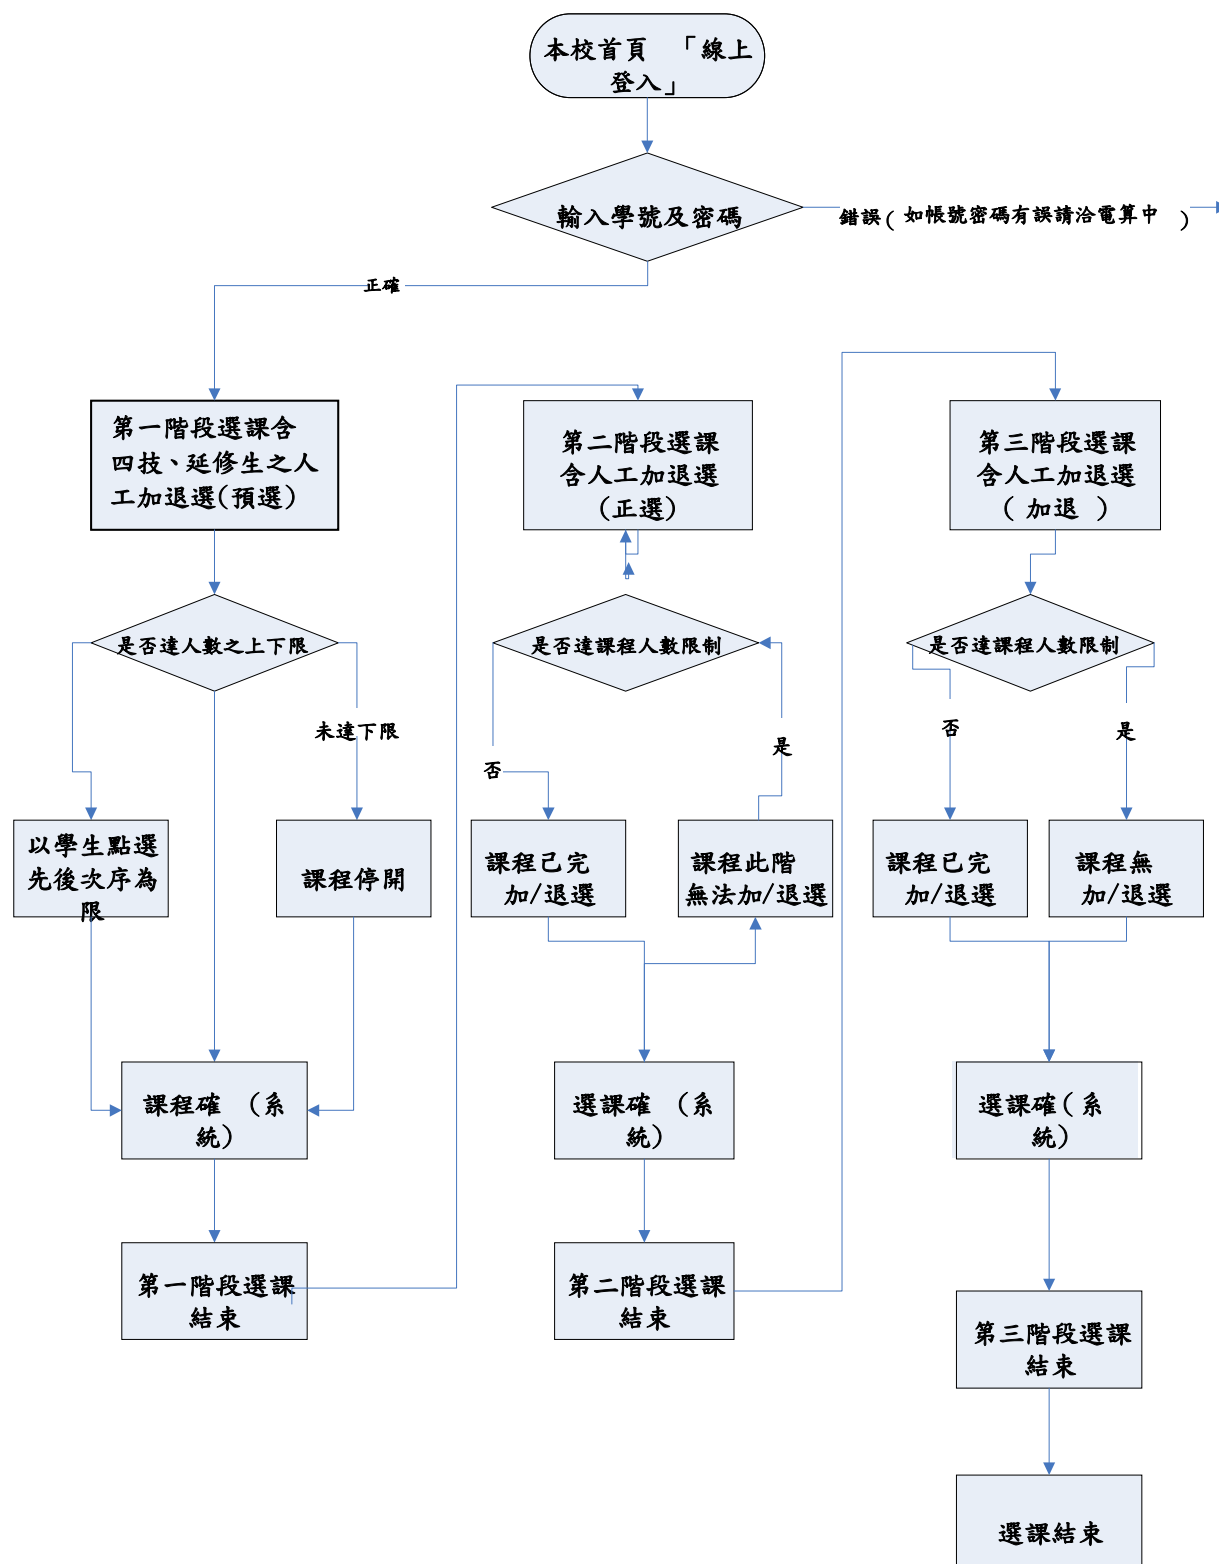 本校首頁 「線上
登入」
輸入學號及密碼
錯誤( 如帳號密碼有誤請洽電算中 )
正確
第一階段選課含
四技、延修生之人
工加退選(預選)
是否達人數之上下限
未達下限
以學生點選
先後次序為
限
課程停開
課程確 (系
統)
第一階段選課
結束
第二階段選課
含人工加退選
(正選)
是否達課程人數限制
否
是
課程已完
加/退選
課程此階
無法加/退選
選課確 (系
統)
第二階段選課
結束
第三階段選課
含人工加退選
( 加退 )
是否達課程人數限制
否
是
課程已完
加/退選
課程無
加/退選
選課確(系
統)
第三階段選課
結束
選課結束